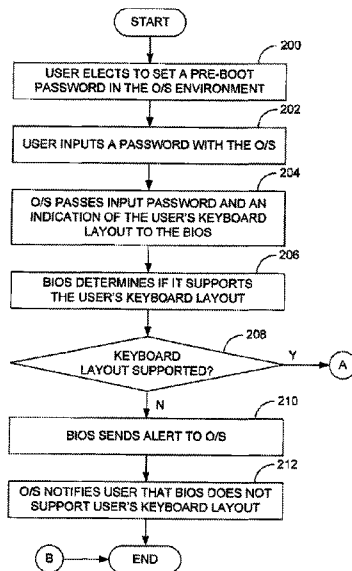 START
200
USER ELECTS TO SET A PRE-BOOT
PASSWORD IN THE O/S ENVIRONMENT
202
USER INPUTS A PASSWORD WITH THE O/S
204
O/S PASSES INPUT PASSWORD AND AN
INDICATION OF THE USER'S KEYBOARD
LAYOUT TO THE BIOS
206
BIOS DETERMINES IF IT SUPPORTS
THE USER'S KEYBOARD LAYOUT
208
KEYBOARD
LAYOUT SUPPORTED?
Y
A
N
210
BIOS SENDS ALERT TO O/S
212
O/S NOTIFIES USER THAT BIOS DOES NOT
SUPPORT USER'S KEYBOARD LAYOUT
B
END